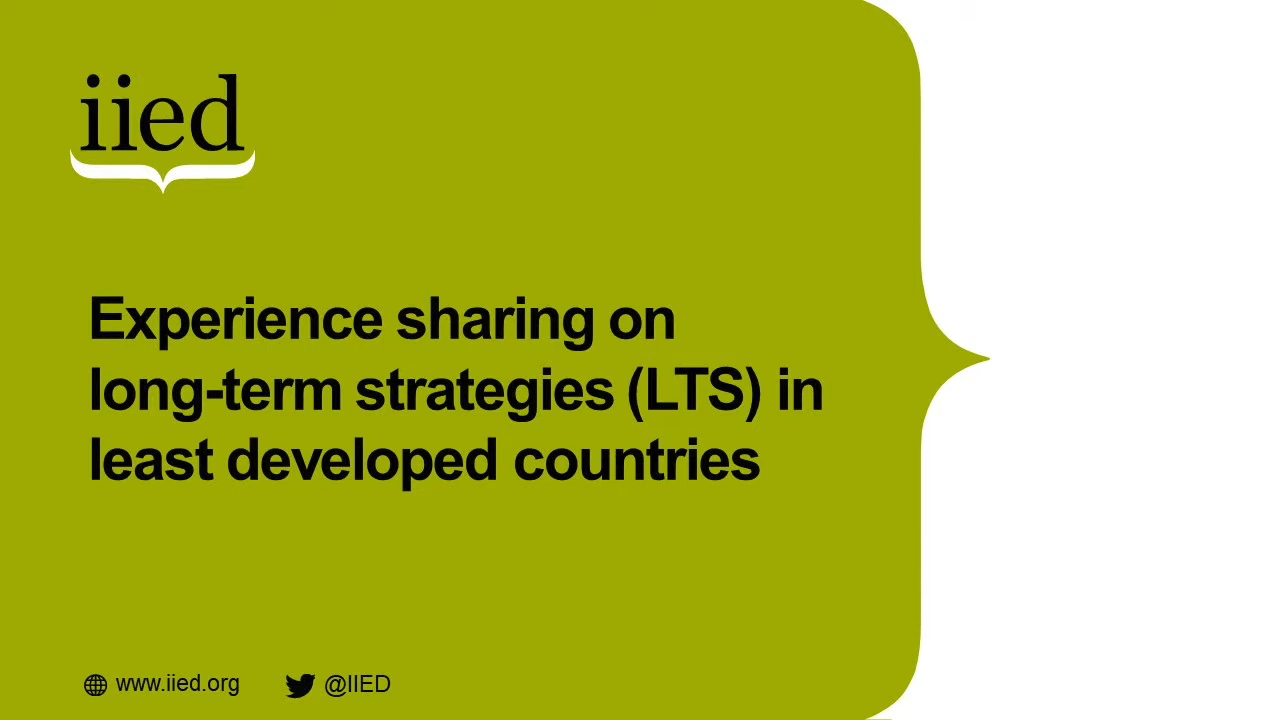 iied
Experience sharing on
long-term strategies (LTS) in
least developed countries
www.iied.org @IIED